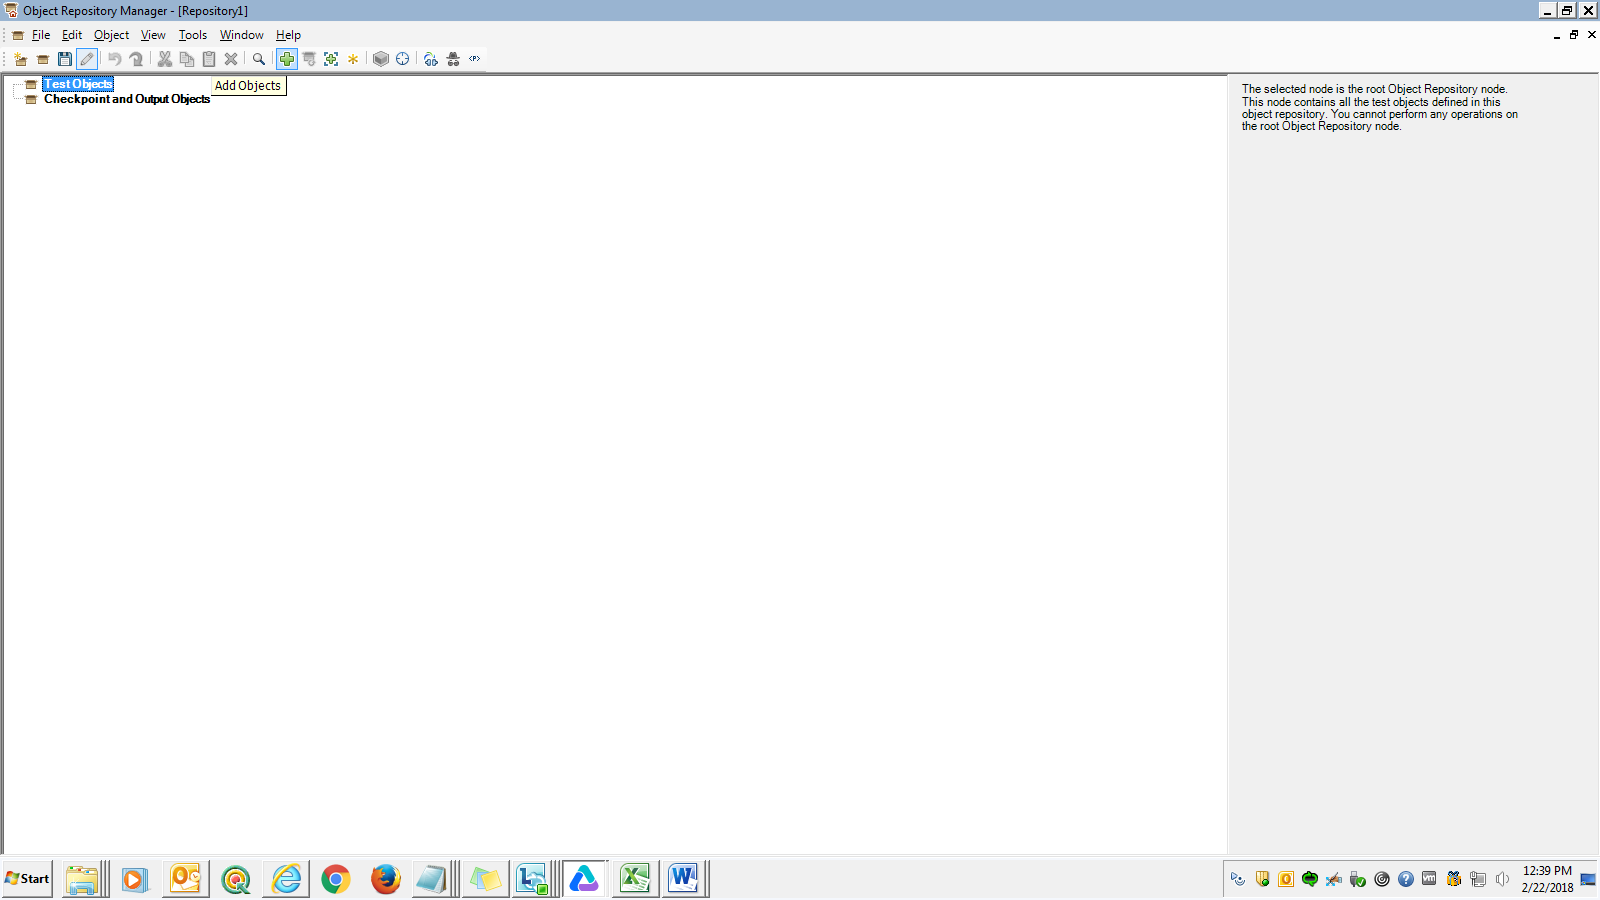 Object Repository Manager - [Repository1]
File Edit Object View Tools Window Help
<P>
Test Objects
Add Objects
Checkpoint and Output Objects
The selected node is the root Object Repository node.
This node contains all the test objects defined in this
object repository. You cannot perform any operations on
the root Object Repository node.
Start
12:39 PM
2/22/2018